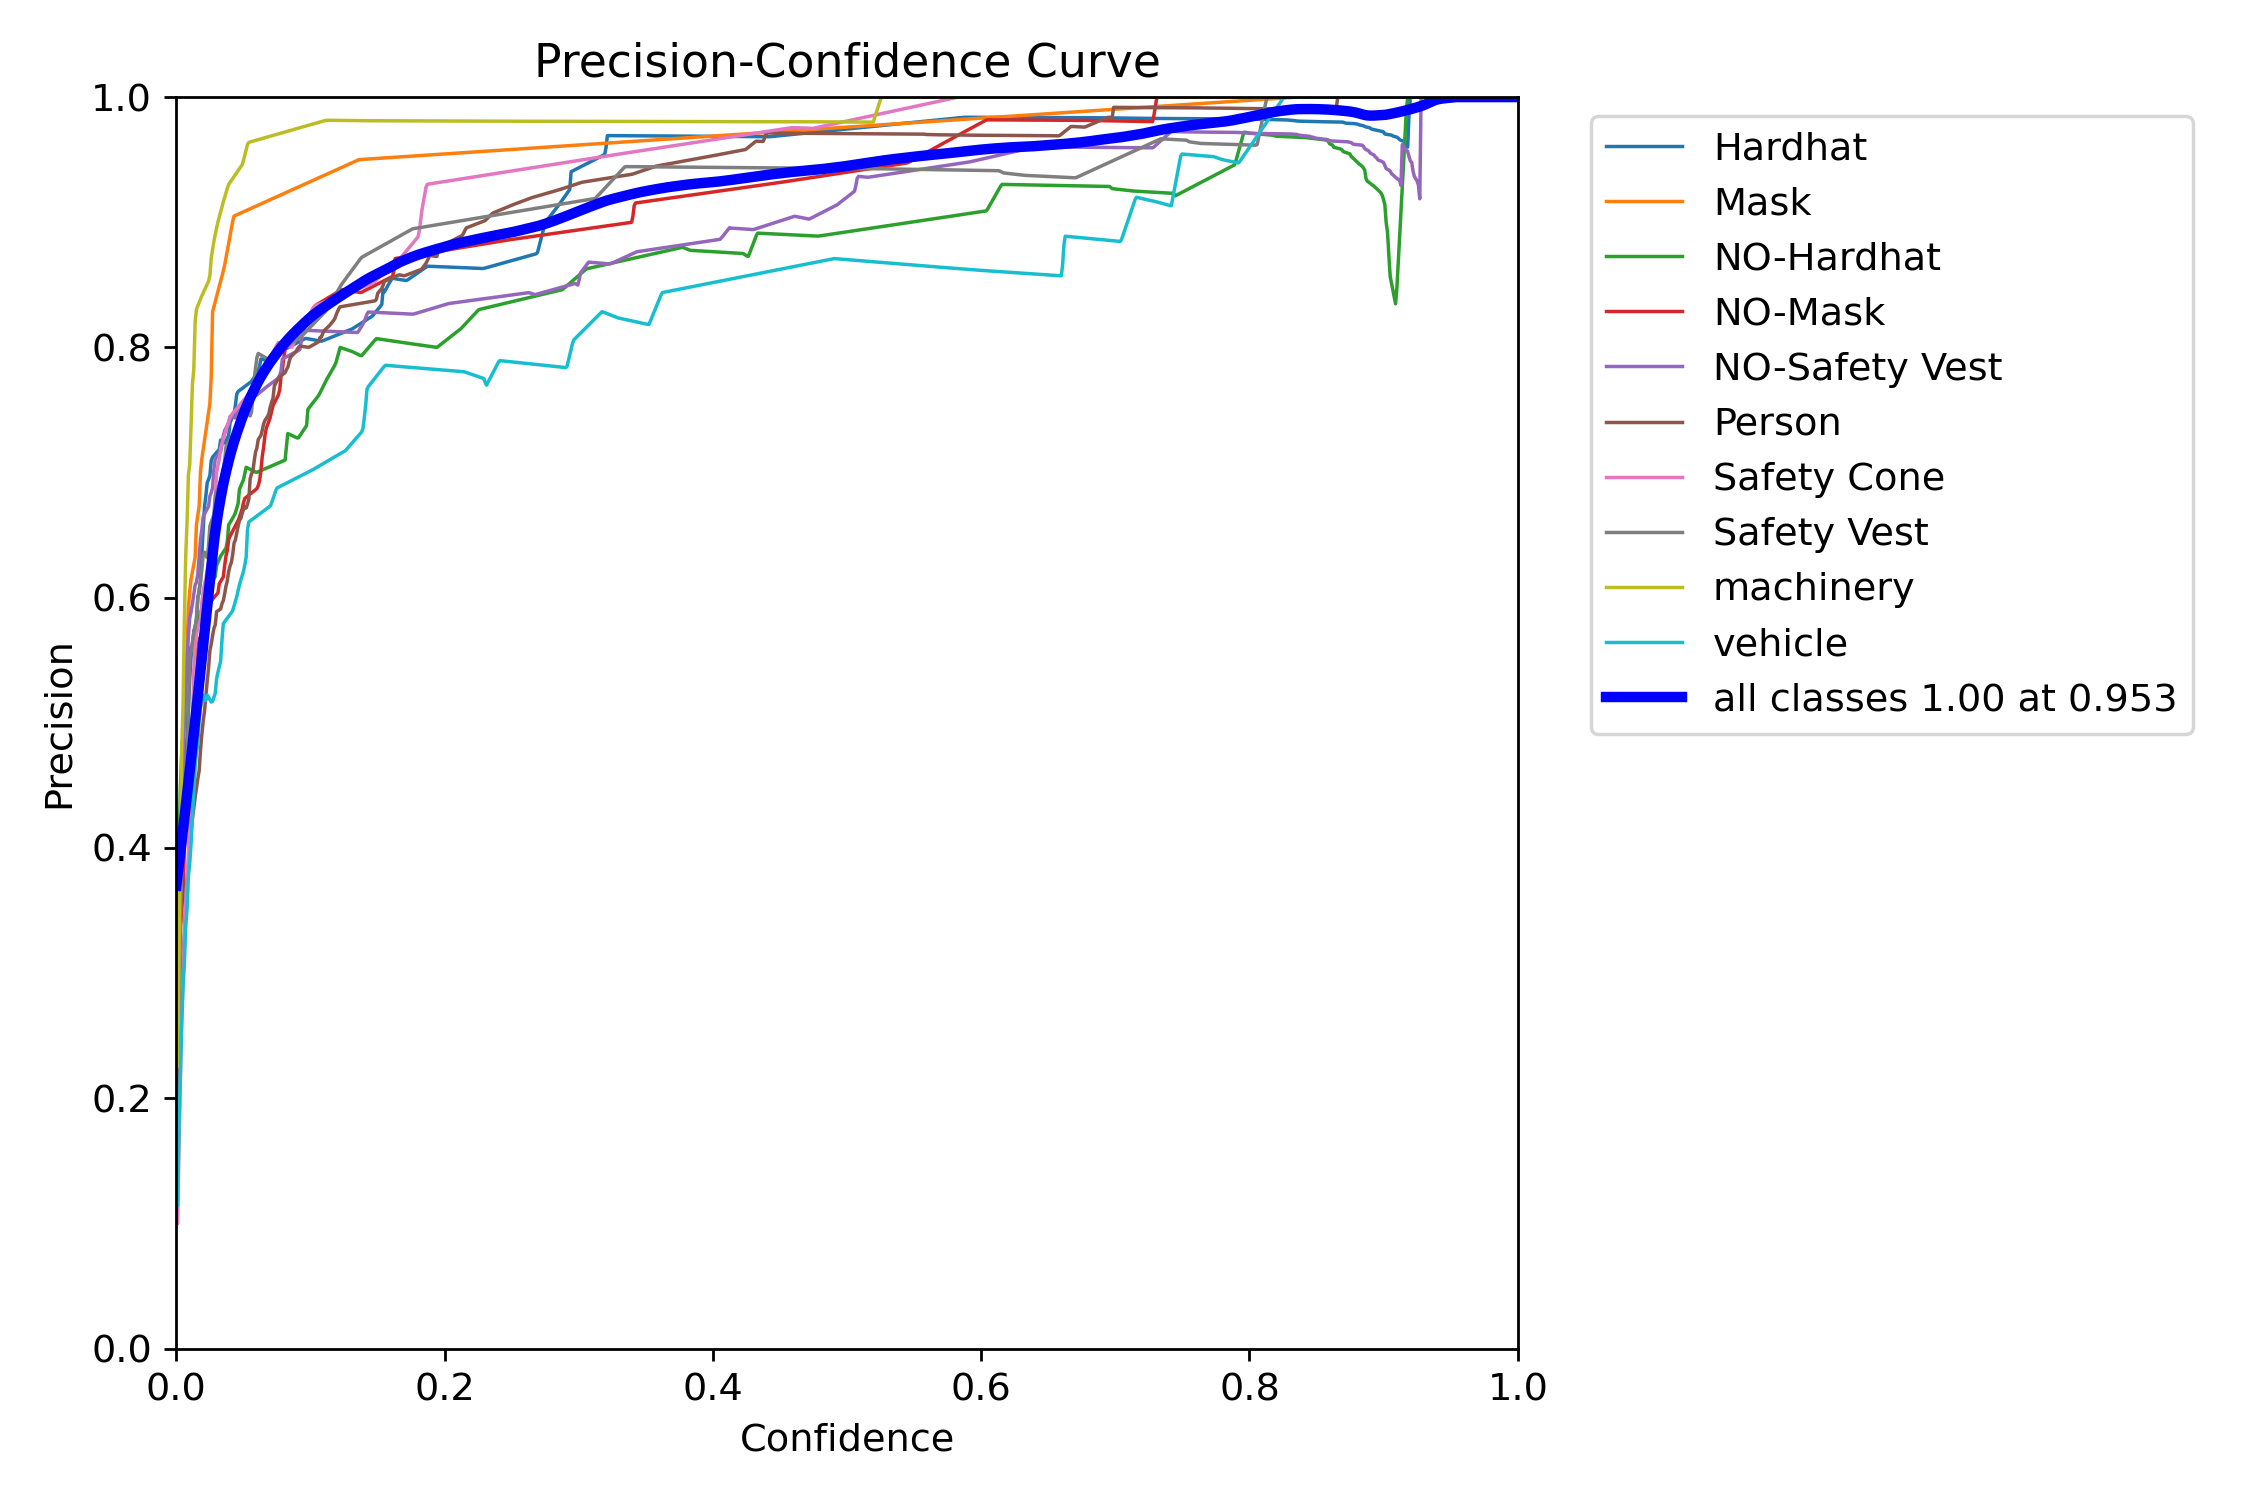 Precision-Confidence Curve
1.0
0.8
0.6
0.4
0.2
0.0
Precision
0.0 0.2 0.4 0.6 0.8 1.0
Confidence
Hardhat
Mask
NO-Hardhat
NO-Mask
NO-Safety Vest
Person
Safety Cone
Safety Vest
machinery
vehicle
all classes 1.00 at 0.953